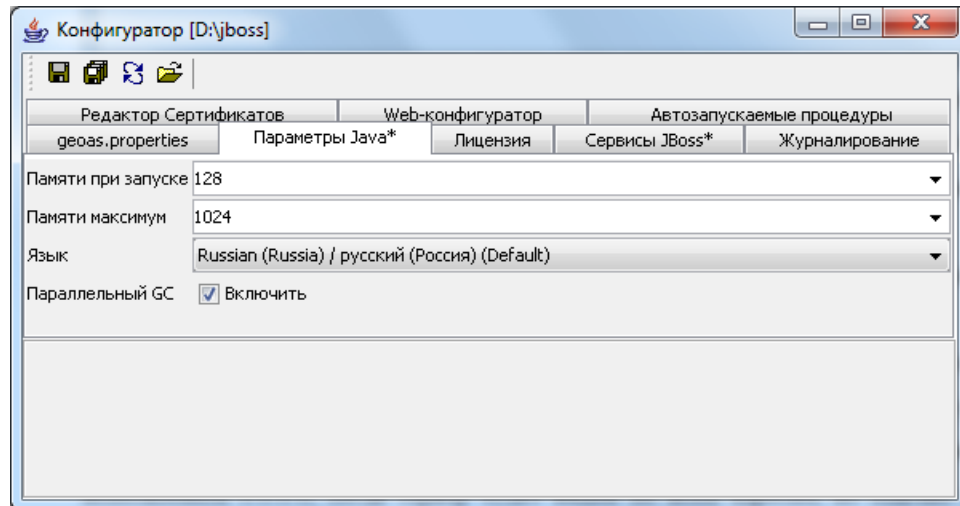 Конфигуратор [D:\jboss]
Редактор Сертификатов Web-конфигуратор Автозапускаемые процедуры
geoas.properties Параметры Java* Лицензия Сервисы JBoss* Журналирование
Памяти при запуске 128
Памяти максимум 1024
Язык Russian (Russia) / русский (Россия) (Default)
Параллельный GC Включить